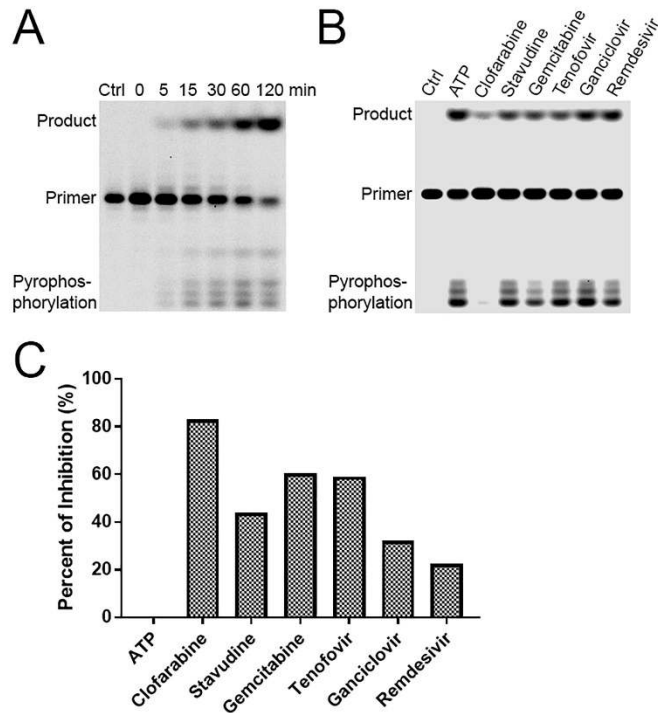 A
Ctrl 0 5 15 30 60 120 min
Product
Primer
Pyrophos-
phorylation
B
Ctrl
ATP
Clofarabine
Stavudine
Gemcitabine
Tenofovir
Ganciclovir
Remdesivir
Product
Primer
Pyrophos-
phorylation
C
Percent of Inhibition (%)
100
80
60
40
20
0
ATP
Clofarabine
Stavudine
Gemcitabine
Tenofovir
Ganciclovir
Remdesivir